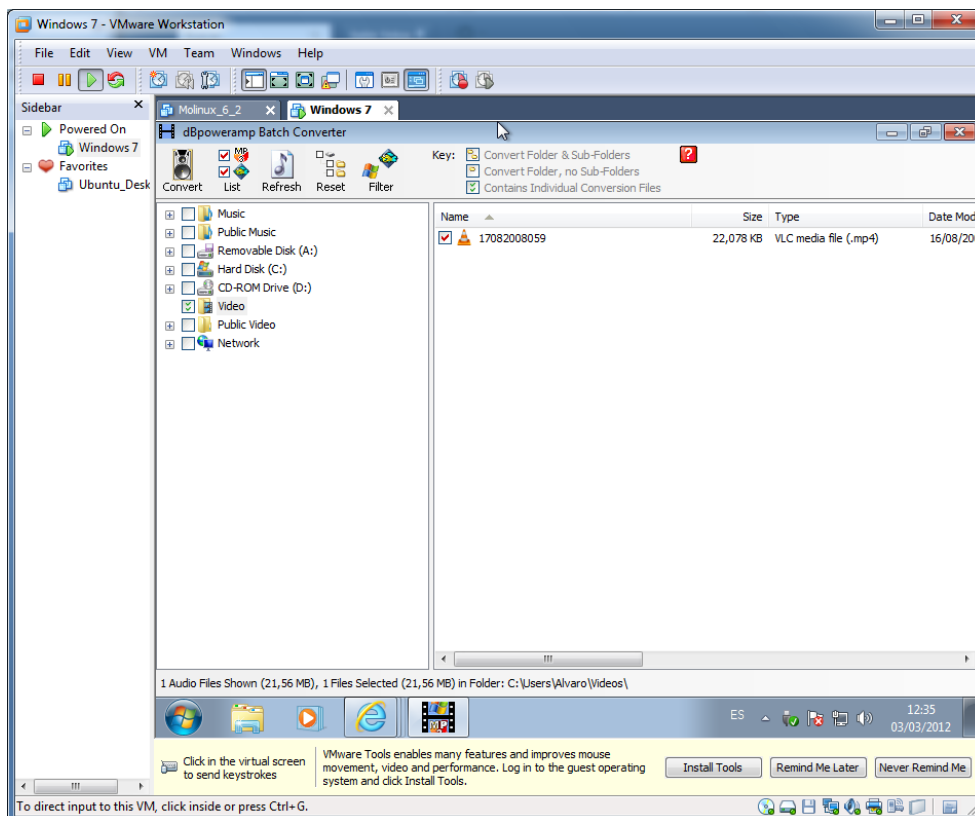 Windows 7 - VMware Workstation
File Edit View VM Team Windows Help
Sidebar ×
Powered On
Windows 7
Favorites
Ubuntu_Desk
Molinux_6_2 × Windows 7 ×
dBpoweramp Batch Converter
Convert List Refresh Reset Filter
Key: Convert Folder & Sub-Folders
Convert Folder, no Sub-Folders
Contains Individual Conversion Files
Music
Public Music
Removable Disk (A:)
Hard Disk (C:)
CD-ROM Drive (D:)
Video
Public Video
Network
Name Size Type Date Mod
17082008059 22,078 KB VLC media file (.mp4) 16/08/20
1 Audio Files Shown (21,56 MB), 1 Files Selected (21,56 MB) in Folder: C:\Users\Alvaro\Videos\
ES 12:35
03/03/2012
Click in the virtual screen
to send keystrokes
VMware Tools enables many features and improves mouse
movement, video and performance. Log in to the guest operating
system and click Install Tools.
Install Tools Remind Me Later Never Remind Me
To direct input to this VM, click inside or press Ctrl+G.